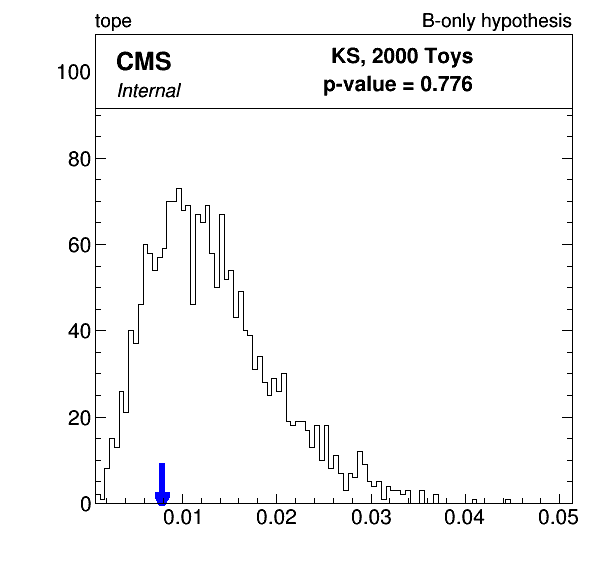 tope B-only hypothesis
CMS KS, 2000 Toys
Internal p-value = 0.776
100
80
60
40
20
0
0.01 0.02 0.03 0.04 0.05